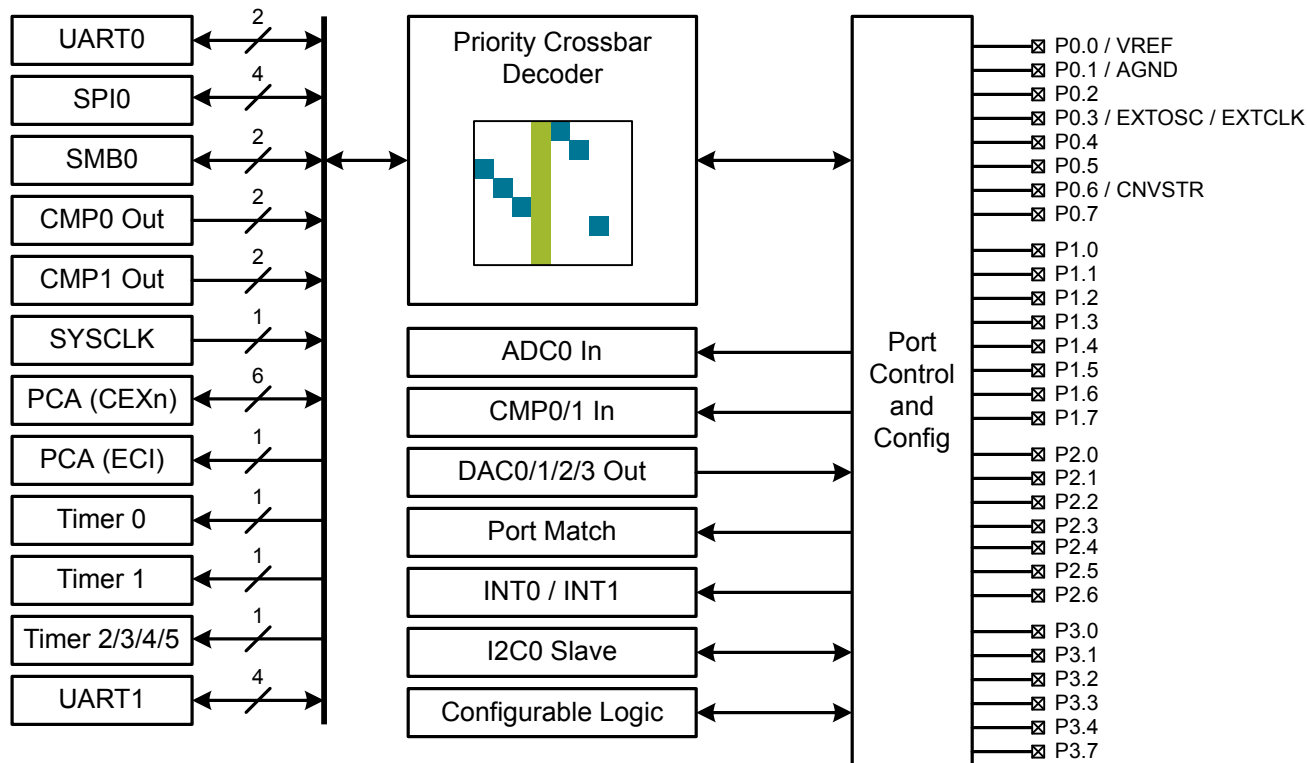 UART0
2
SPI0
4
SMB0
2
CMP0 Out
2
CMP1 Out
2
SYSCLK
1
PCA (CEXn)
6
PCA (ECI)
1
Timer 0
1
Timer 1
1
Timer 2/3/4/5
1
UART1
4
Priority Crossbar
Decoder
ADC0 In
CMP0/1 In
DAC0/1/2/3 Out
Port Match
INT0 / INT1
I2C0 Slave
Configurable Logic
Port
Control
and
Config
P0.0 / VREF
P0.1 / AGND
P0.2
P0.3 / EXTOSC / EXTCLK
P0.4
P0.5
P0.6 / CNVSTR
P0.7
P1.0
P1.1
P1.2
P1.3
P1.4
P1.5
P1.6
P1.7
P2.0
P2.1
P2.2
P2.3
P2.4
P2.5
P2.6
P3.0
P3.1
P3.2
P3.3
P3.4
P3.7